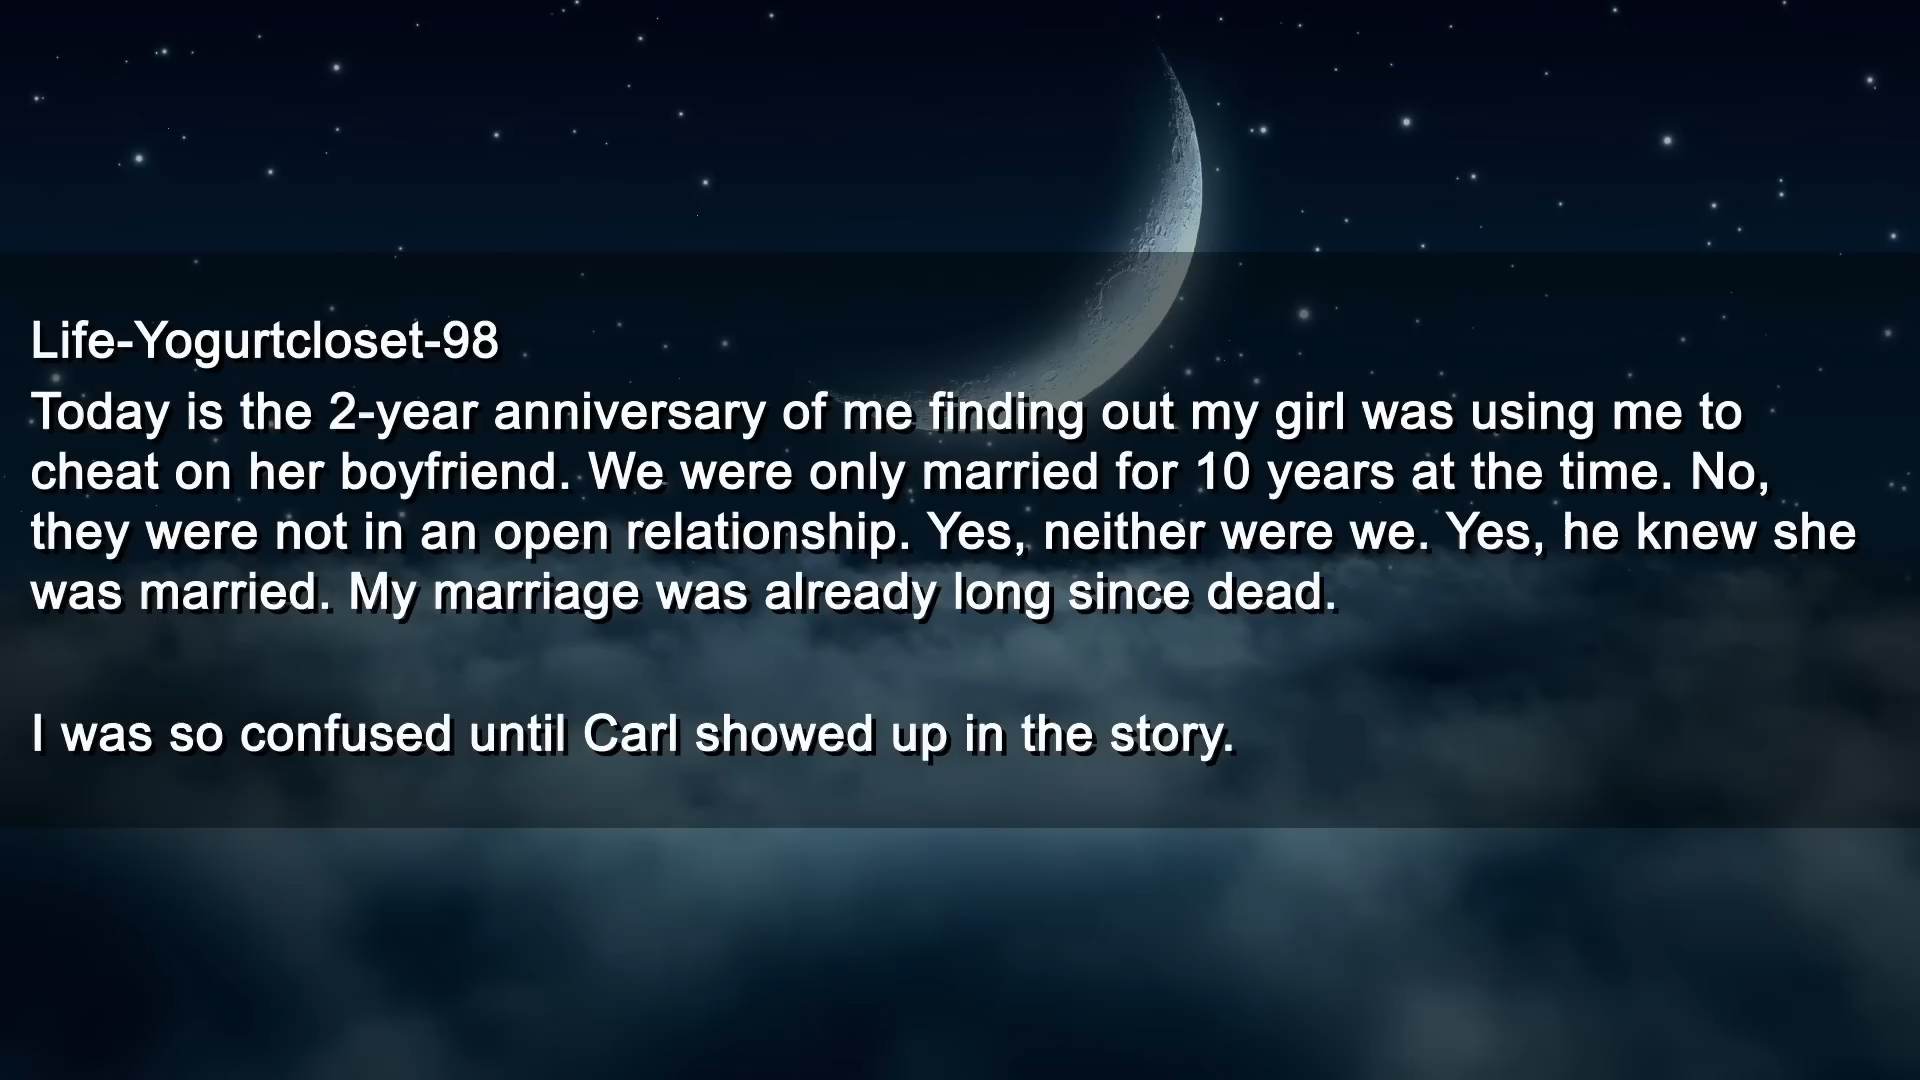 Life-Yogurtcloset-98
Today is the 2-year anniversary of me finding out my girl was using me to
cheat on her boyfriend. We were only married for 10 years at the time. No,
they were not in an open relationship. Yes, neither were we. Yes, he knew she
was married. My marriage was already long since dead.
I was so confused until Carl showed up in the story.